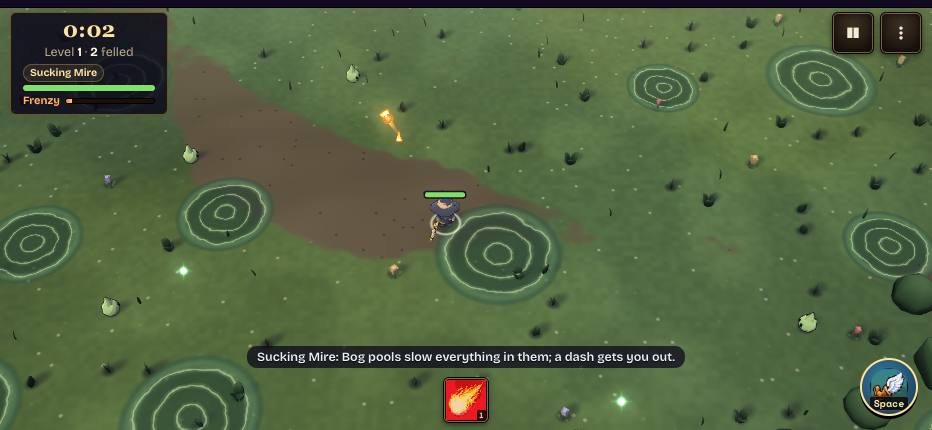 0:02
Level 1 · 2 felled
Sucking Mire
Frenzy
Sucking Mire: Bog pools slow everything in them; a dash gets you out.
1
Space